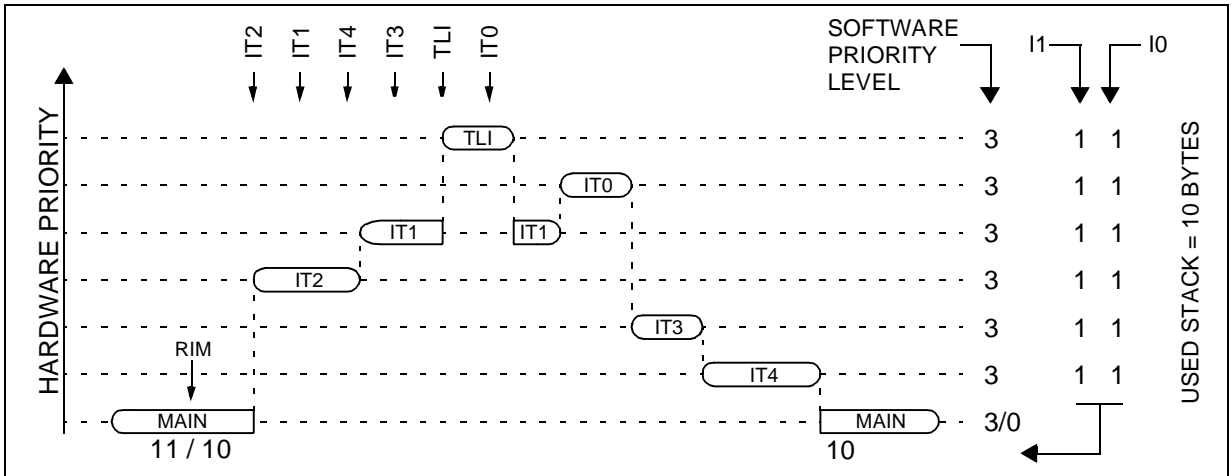 IT2
IT1
IT4
IT3
TLI
IT0
SOFTWARE
PRIORITY
LEVEL
I1
I0
HARDWARE PRIORITY
TLI
3
1 1
IT0
3
1 1
IT1
IT1
3
1 1
IT2
3
1 1
IT3
3
1 1
RIM
IT4
3
1 1
MAIN
MAIN
3/0
11 / 10
10
USED STACK = 10 BYTES